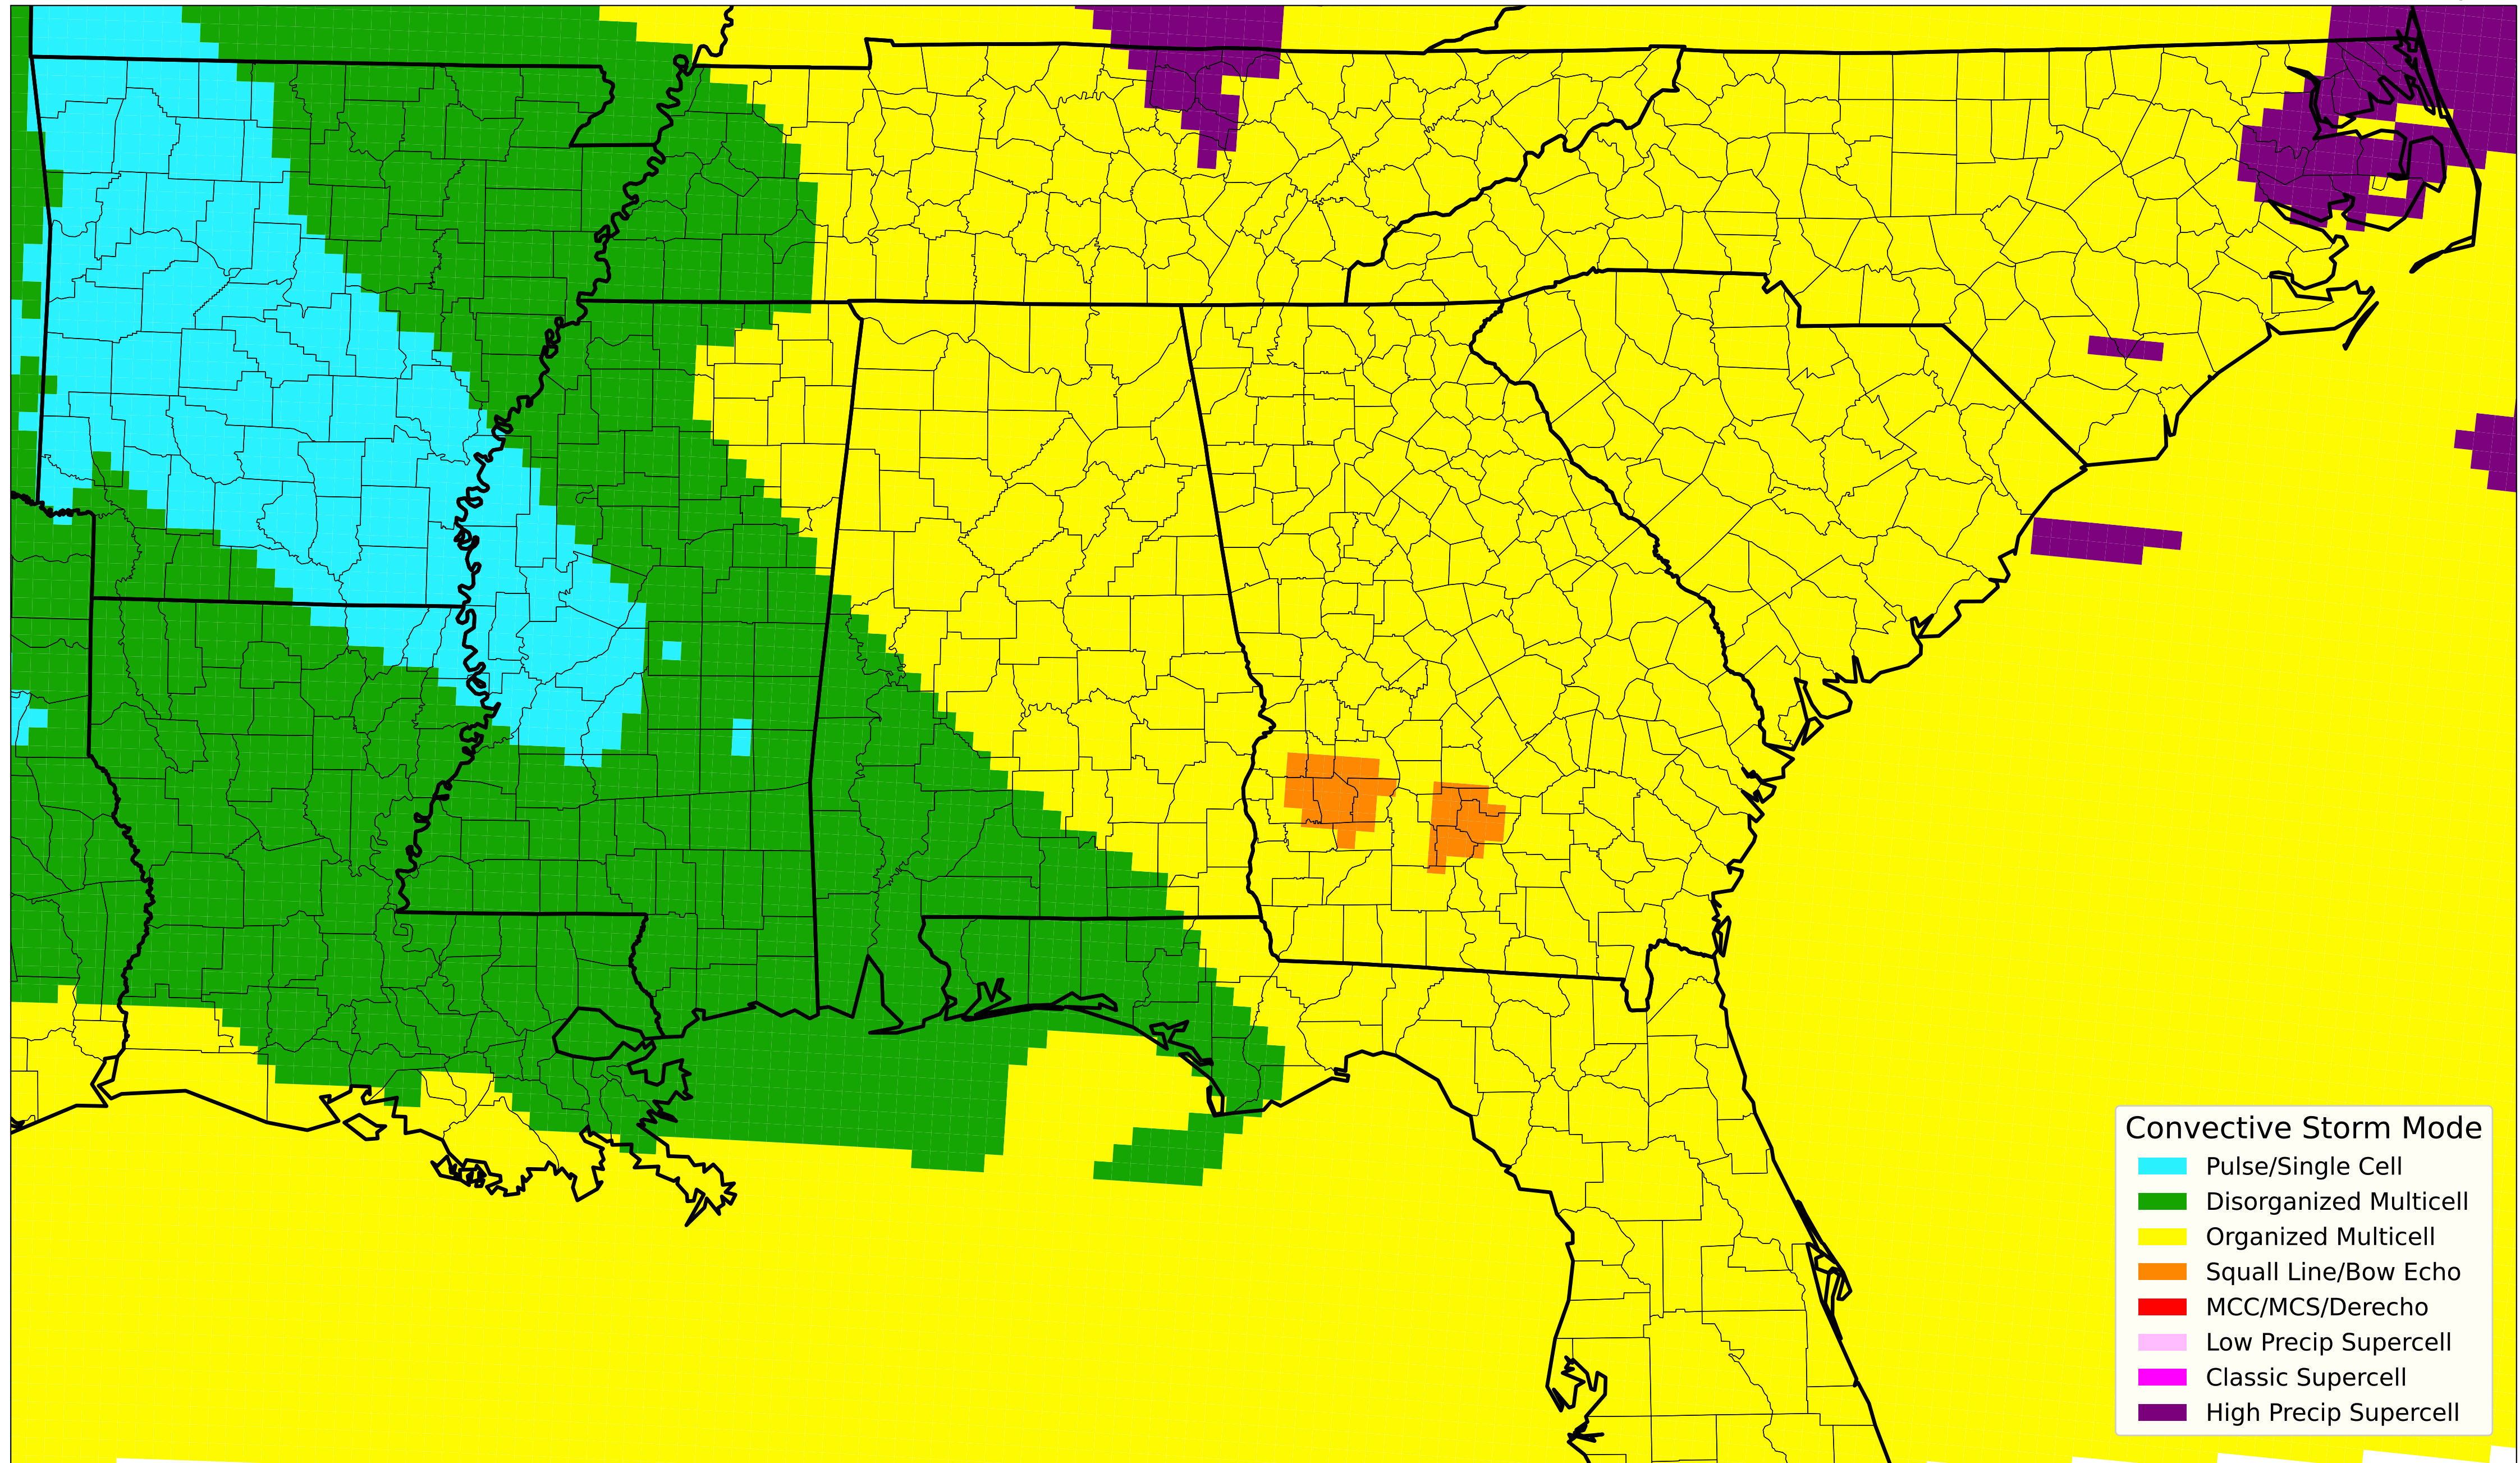 Convective Storm Mode
Pulse/Single Cell
Disorganized Multicell
Organized Multicell
Squall Line/Bow Echo
MCC/MCS/Derecho
Low Precip Supercell
Classic Supercell
High Precip Supercell